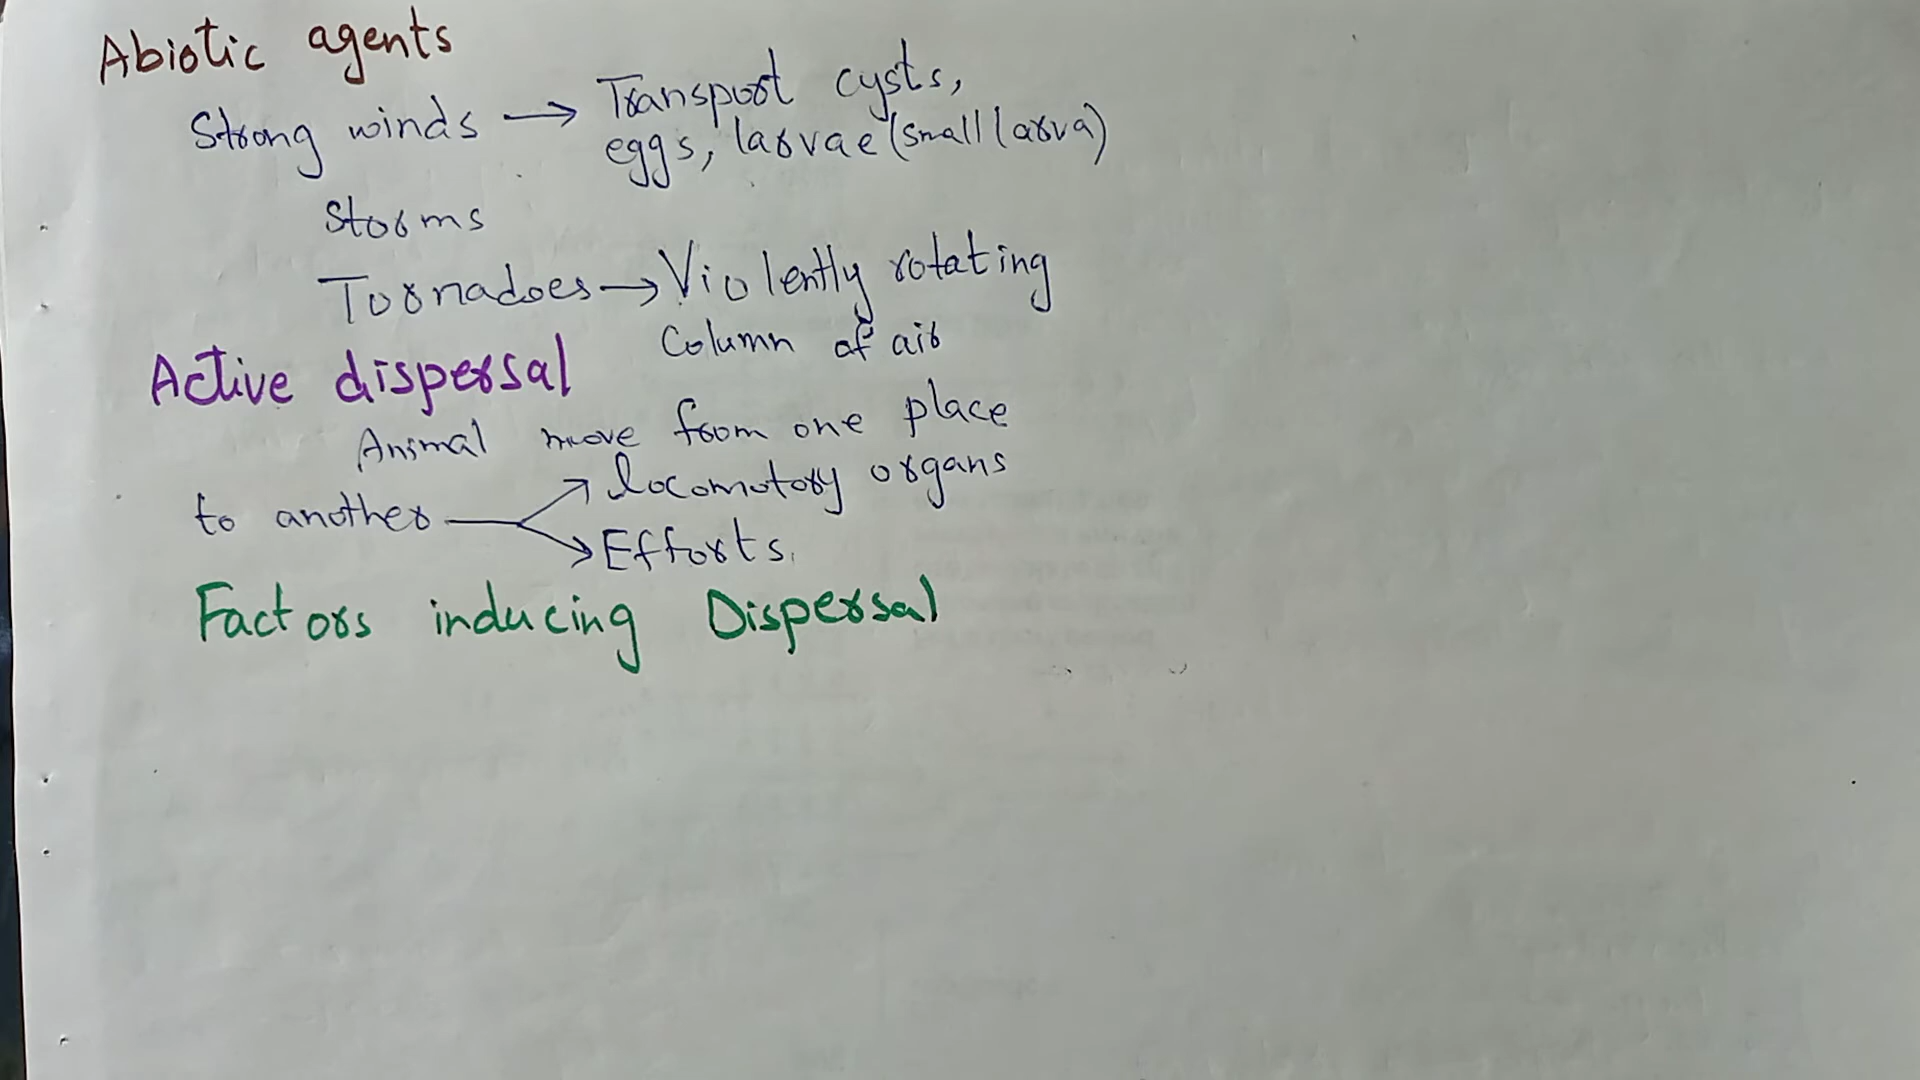 Abiotic agents
Strong winds → Transport cysts,
eggs, larvae (small larva)
Storms
Tornadoes → Violently rotating
Column of air
Active dispersal
Animal move from one place
to another → locomotory organs
→ Efforts.
Factors inducing Dispersal